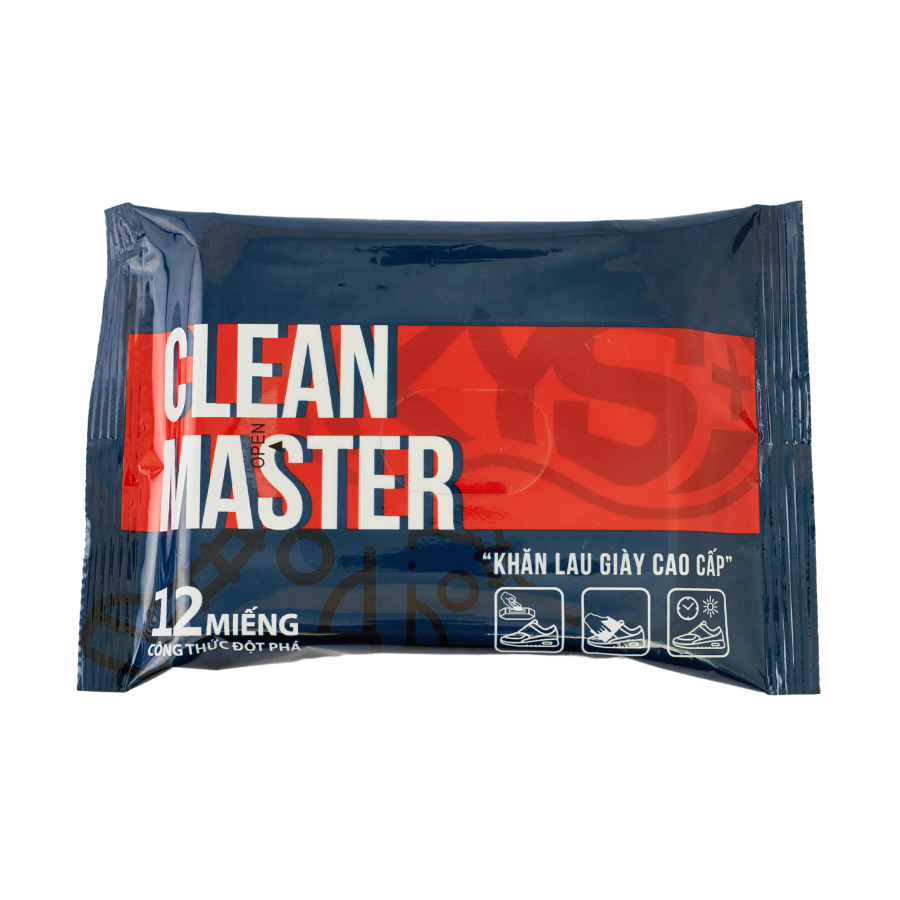 CLEAN
MASTER
OPEN
"KHĂN LAU GIÀY CAO CẤP"
12 MIẾNG
CÔNG THỨC ĐỘT PHÁ